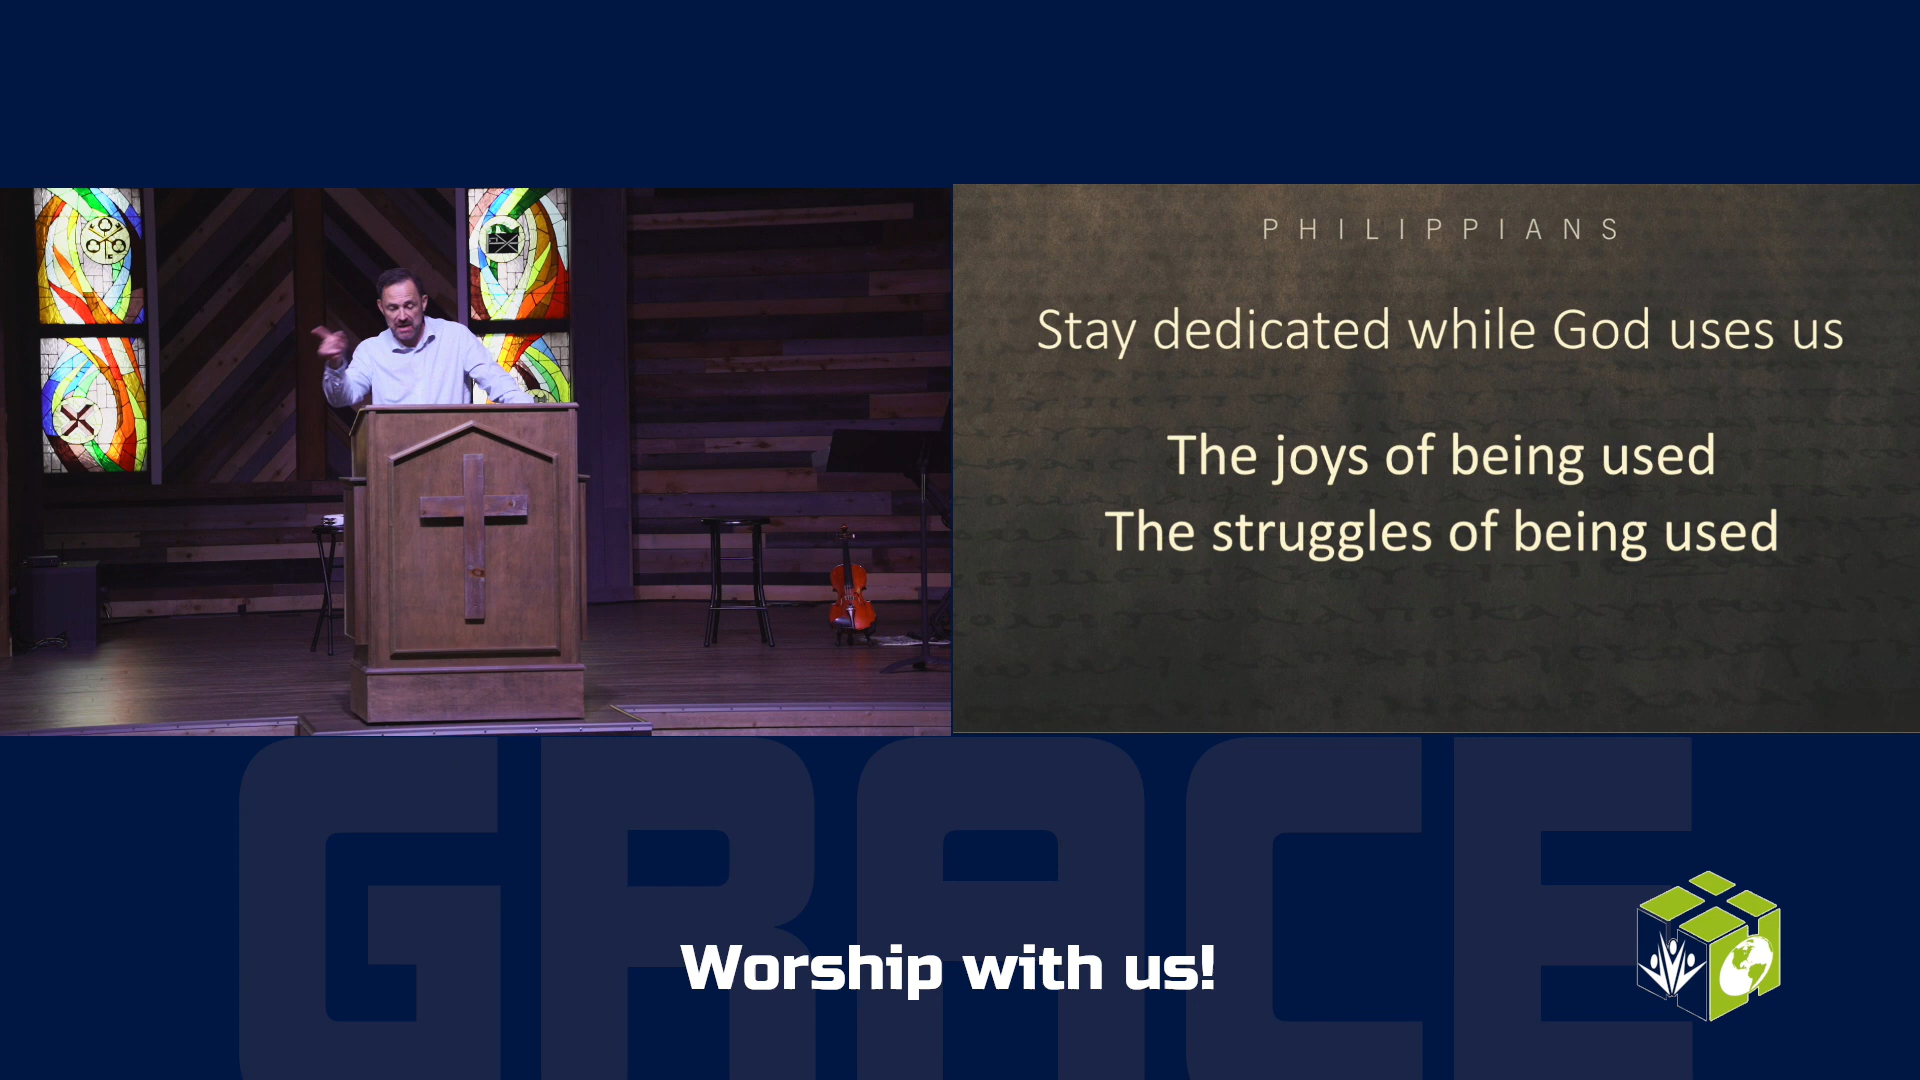 PHILIPPIANS
Stay dedicated while God uses us
The joys of being used
The struggles of being used
GRACE
Worship with us!